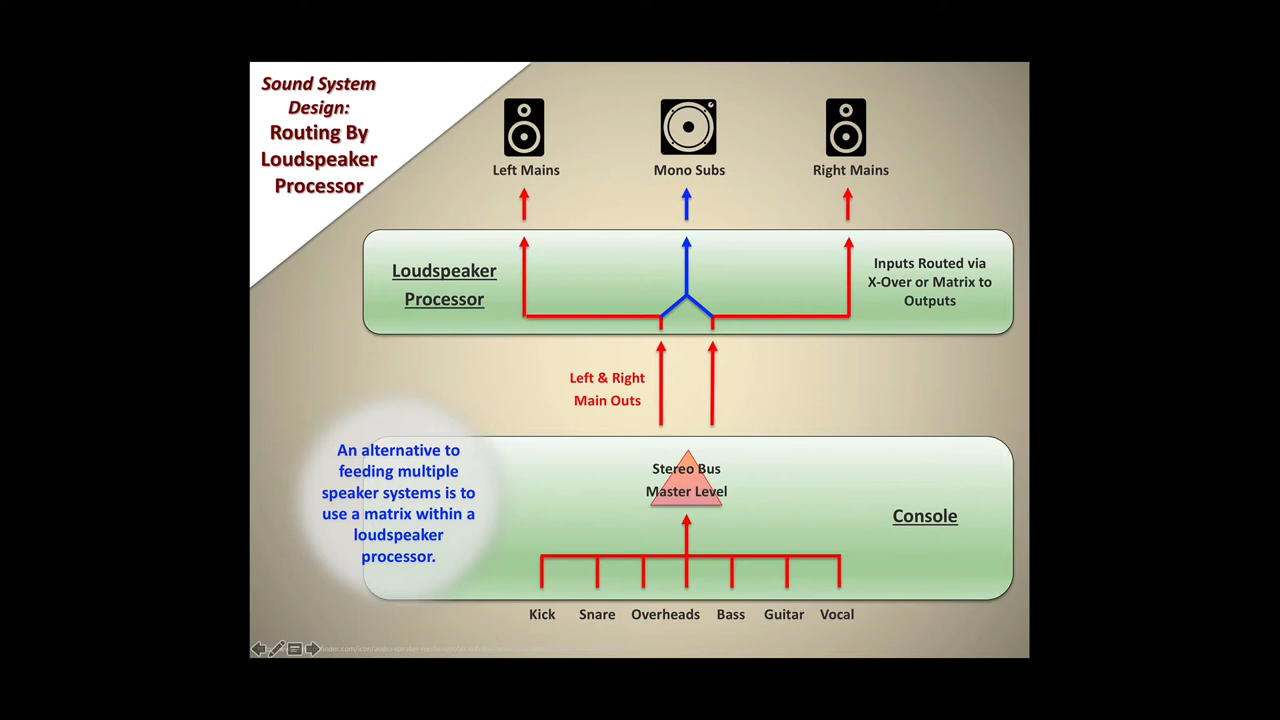 Sound System
Design:
Routing By
Loudspeaker
Processor
Left Mains
Mono Subs
Right Mains
Loudspeaker
Processor
Inputs Routed via
X-Over or Matrix to
Outputs
Left & Right
Main Outs
An alternative to
feeding multiple
speaker systems is to
use a matrix within a
loudspeaker
processor.
Stereo Bus
Master Level
Console
Kick Snare Overheads Bass Guitar Vocal